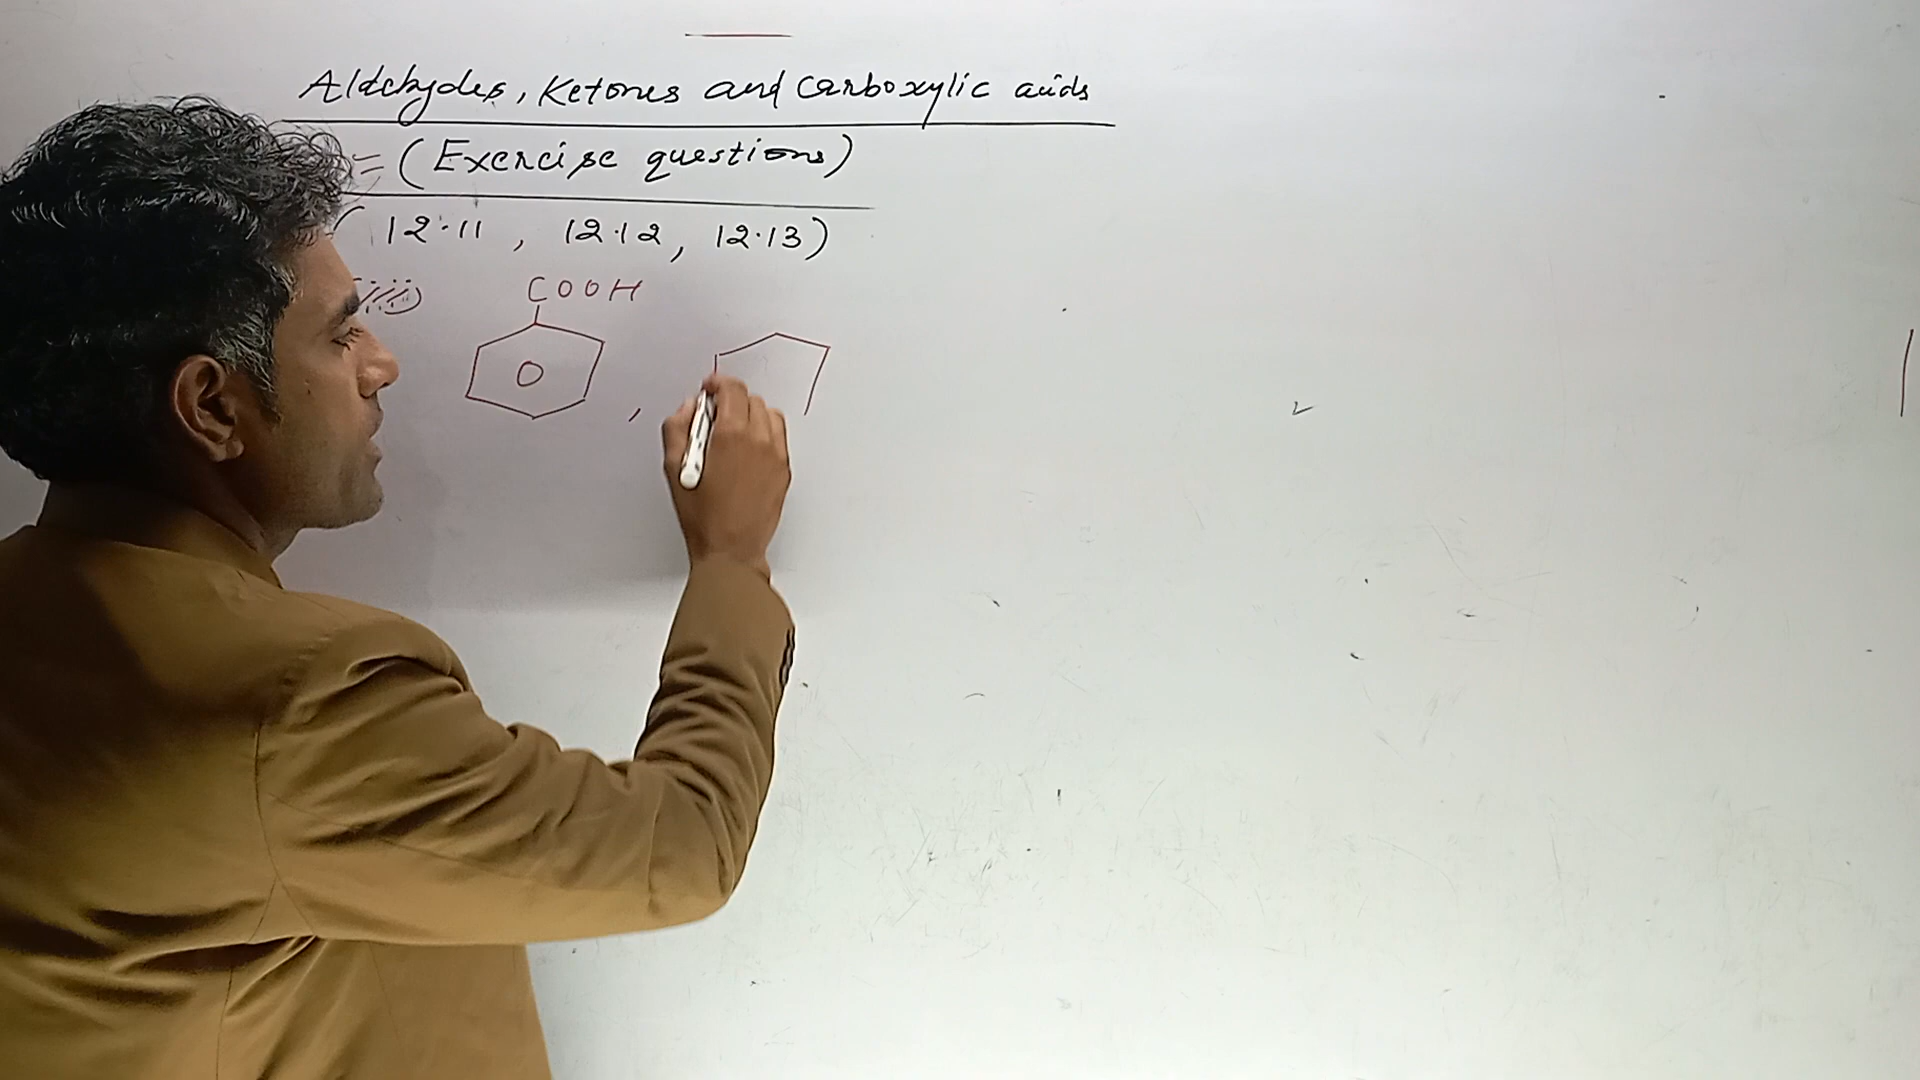 Aldehydes, Ketones and Carboxylic acids
= (Exercise questions)
( 12.11 , 12.12, 12.13)
COOH
,